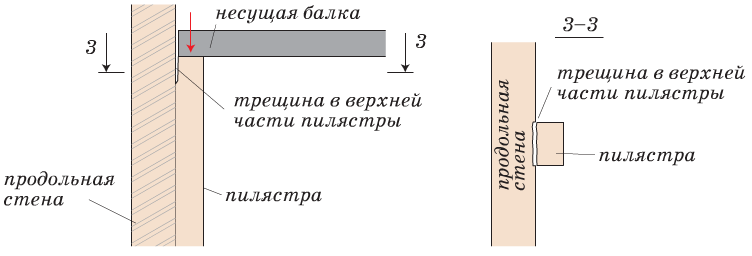 несущая балка
3
3
трещина в верхней
части пилястры
продольная
стена
пилястра
3–3
трещина в верхней
части пилястры
продольная
стена
пилястра